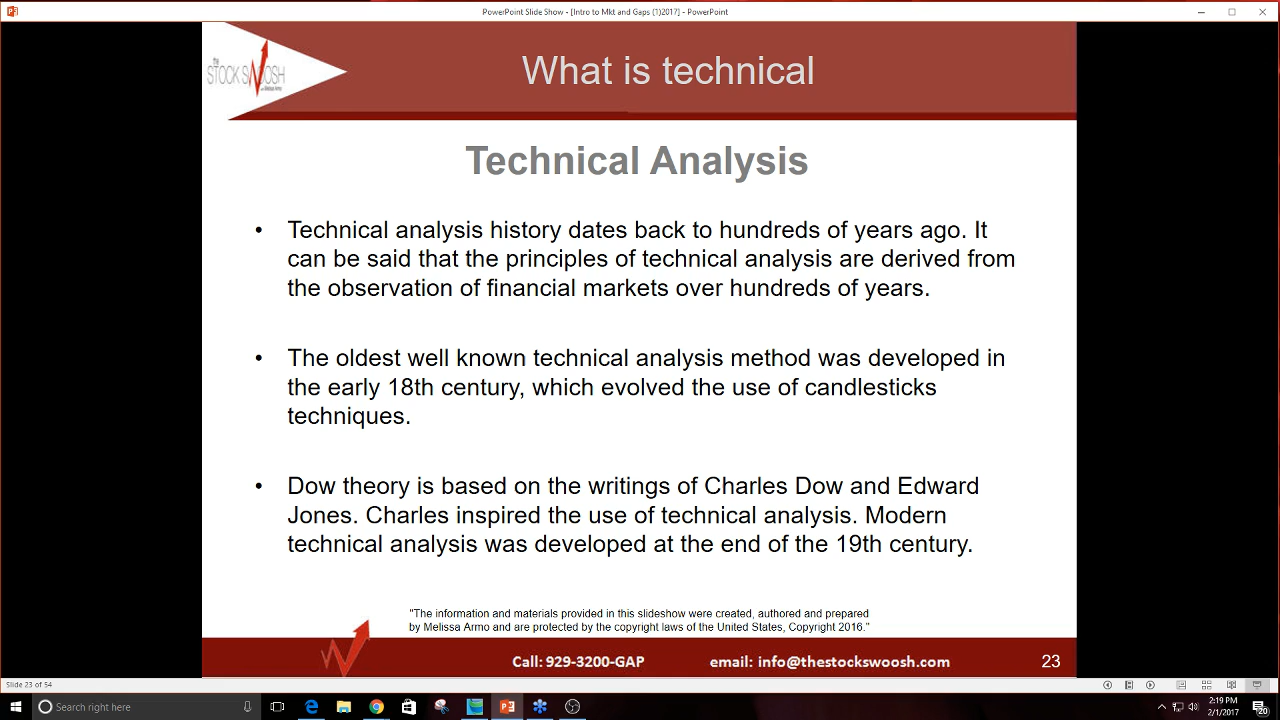 PowerPoint Slide Show - [Intro to Mkt and Gaps (1)2017] - PowerPoint
the
STOCK SWOOSH
with Melissa Armo
What is technical
Technical Analysis
• Technical analysis history dates back to hundreds of years ago. It
can be said that the principles of technical analysis are derived from
the observation of financial markets over hundreds of years.
• The oldest well known technical analysis method was developed in
the early 18th century, which evolved the use of candlesticks
techniques.
• Dow theory is based on the writings of Charles Dow and Edward
Jones. Charles inspired the use of technical analysis. Modern
technical analysis was developed at the end of the 19th century.
"The information and materials provided in this slideshow were created, authored and prepared
by Melissa Armo and are protected by the copyright laws of the United States, Copyright 2016."
Call: 929-3200-GAP email: info@thestockswoosh.com 23
Slide 23 of 54
Search right here
2:19 PM
2/1/2017
20